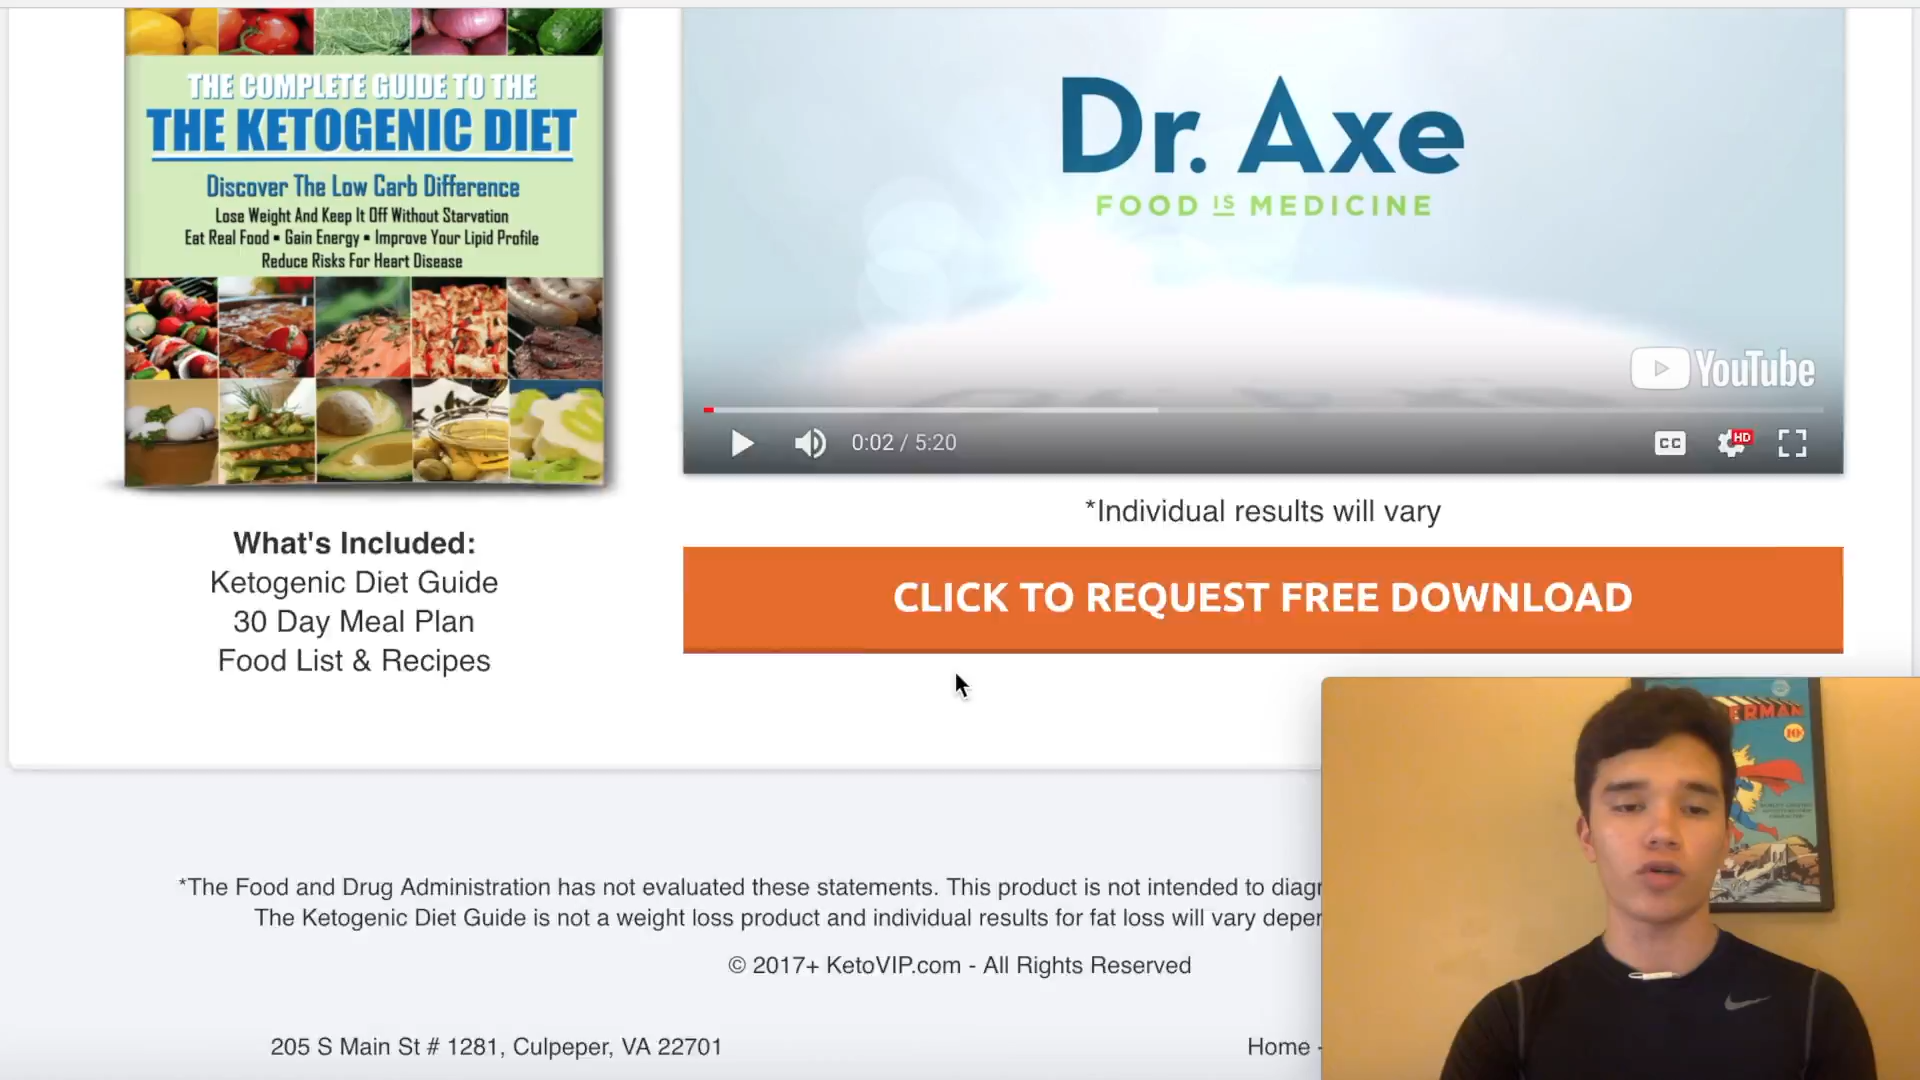 THE COMPLETE GUIDE TO THE
THE KETOGENIC DIET
Discover The Low Carb Difference
Lose Weight And Keep It Off Without Starvation
Eat Real Food ▪ Gain Energy ▪ Improve Your Lipid Profile
Reduce Risks For Heart Disease
What's Included:
Ketogenic Diet Guide
30 Day Meal Plan
Food List & Recipes
Dr. Axe
FOOD IS MEDICINE
YouTube
0:02 / 5:20
CC
HD
*Individual results will vary
CLICK TO REQUEST FREE DOWNLOAD
ERMAN
*The Food and Drug Administration has not evaluated these statements. This product is not intended to diagr
The Ketogenic Diet Guide is not a weight loss product and individual results for fat loss will vary deper
© 2017+ KetoVIP.com - All Rights Reserved
205 S Main St # 1281, Culpeper, VA 22701
Home -